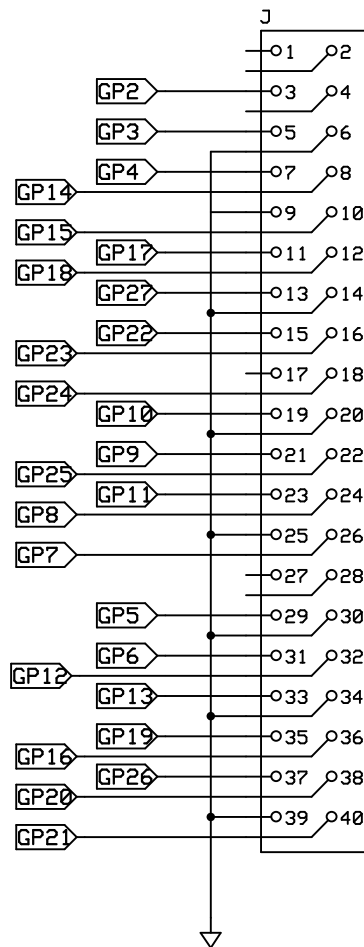 J
1 2
GP2 3 4
GP3 5 6
GP4 7 8
GP14
9 10
GP15
GP17 11 12
GP18
GP27 13 14
GP22 15 16
GP23
17 18
GP24
GP10 19 20
GP9 21 22
GP25
GP11 23 24
GP8
25 26
GP7
27 28
GP5 29 30
GP6 31 32
GP12
GP13 33 34
GP19 35 36
GP16
GP26 37 38
GP20
39 40
GP21